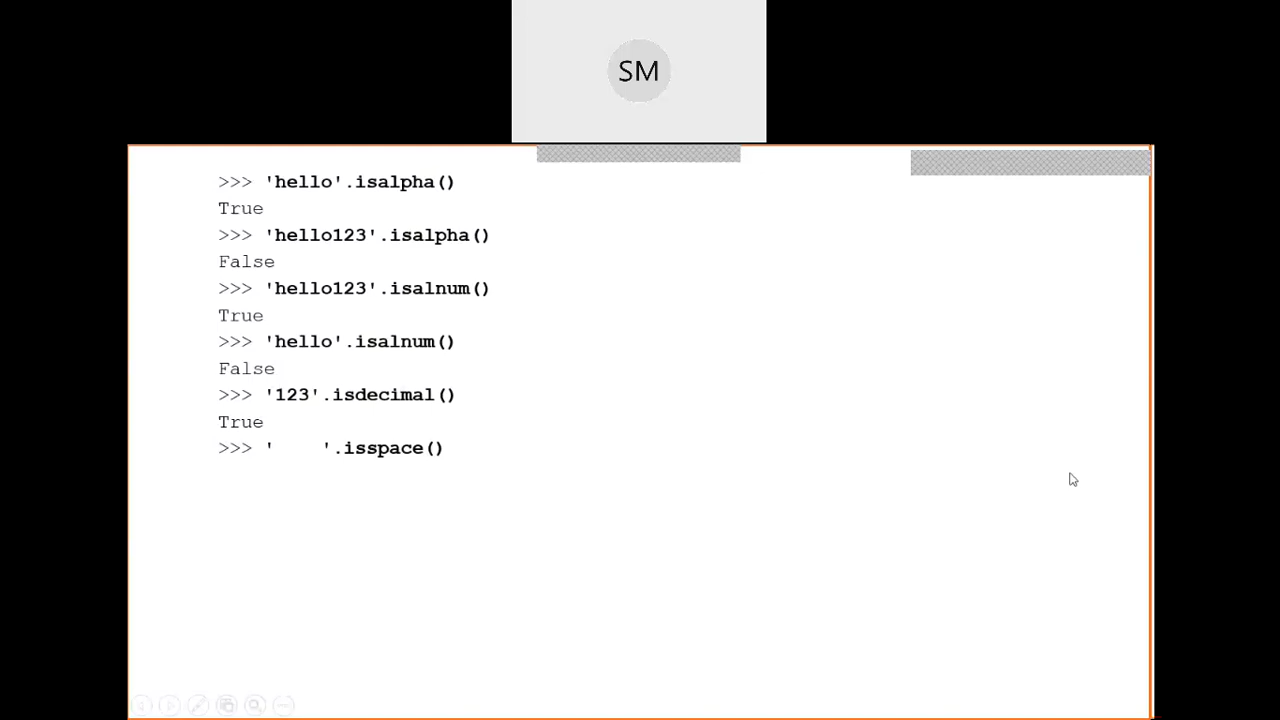 SM
>>> 'hello'.isalpha()
True
>>> 'hello123'.isalpha()
False
>>> 'hello123'.isalnum()
True
>>> 'hello'.isalnum()
False
>>> '123'.isdecimal()
True
>>> '    '.isspace()